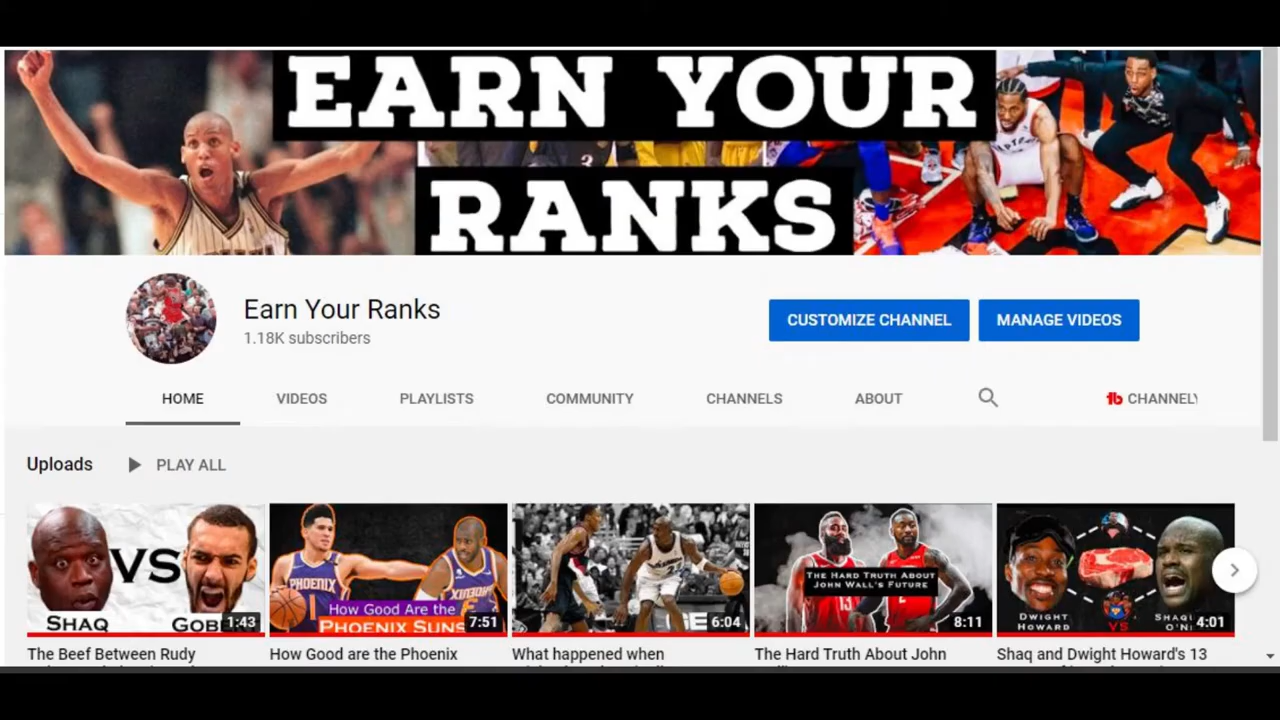 EARN YOUR
RANKS
Earn Your Ranks
1.18K subscribers
CUSTOMIZE CHANNEL
MANAGE VIDEOS
HOME
VIDEOS
PLAYLISTS
COMMUNITY
CHANNELS
ABOUT
CHANNELY
Uploads
PLAY ALL
VS
SHAQ
GOBERT
1:43
PHOENIX
How Good Are the
PHOENIX SUNS
7:51
6:04
THE HARD TRUTH ABOUT
JOHN WALL'S FUTURE
13
8:11
DWIGHT
HOWARD
VS
4:01
The Beef Between Rudy
How Good are the Phoenix
What happened when
The Hard Truth About John
Shaq and Dwight Howard's 13